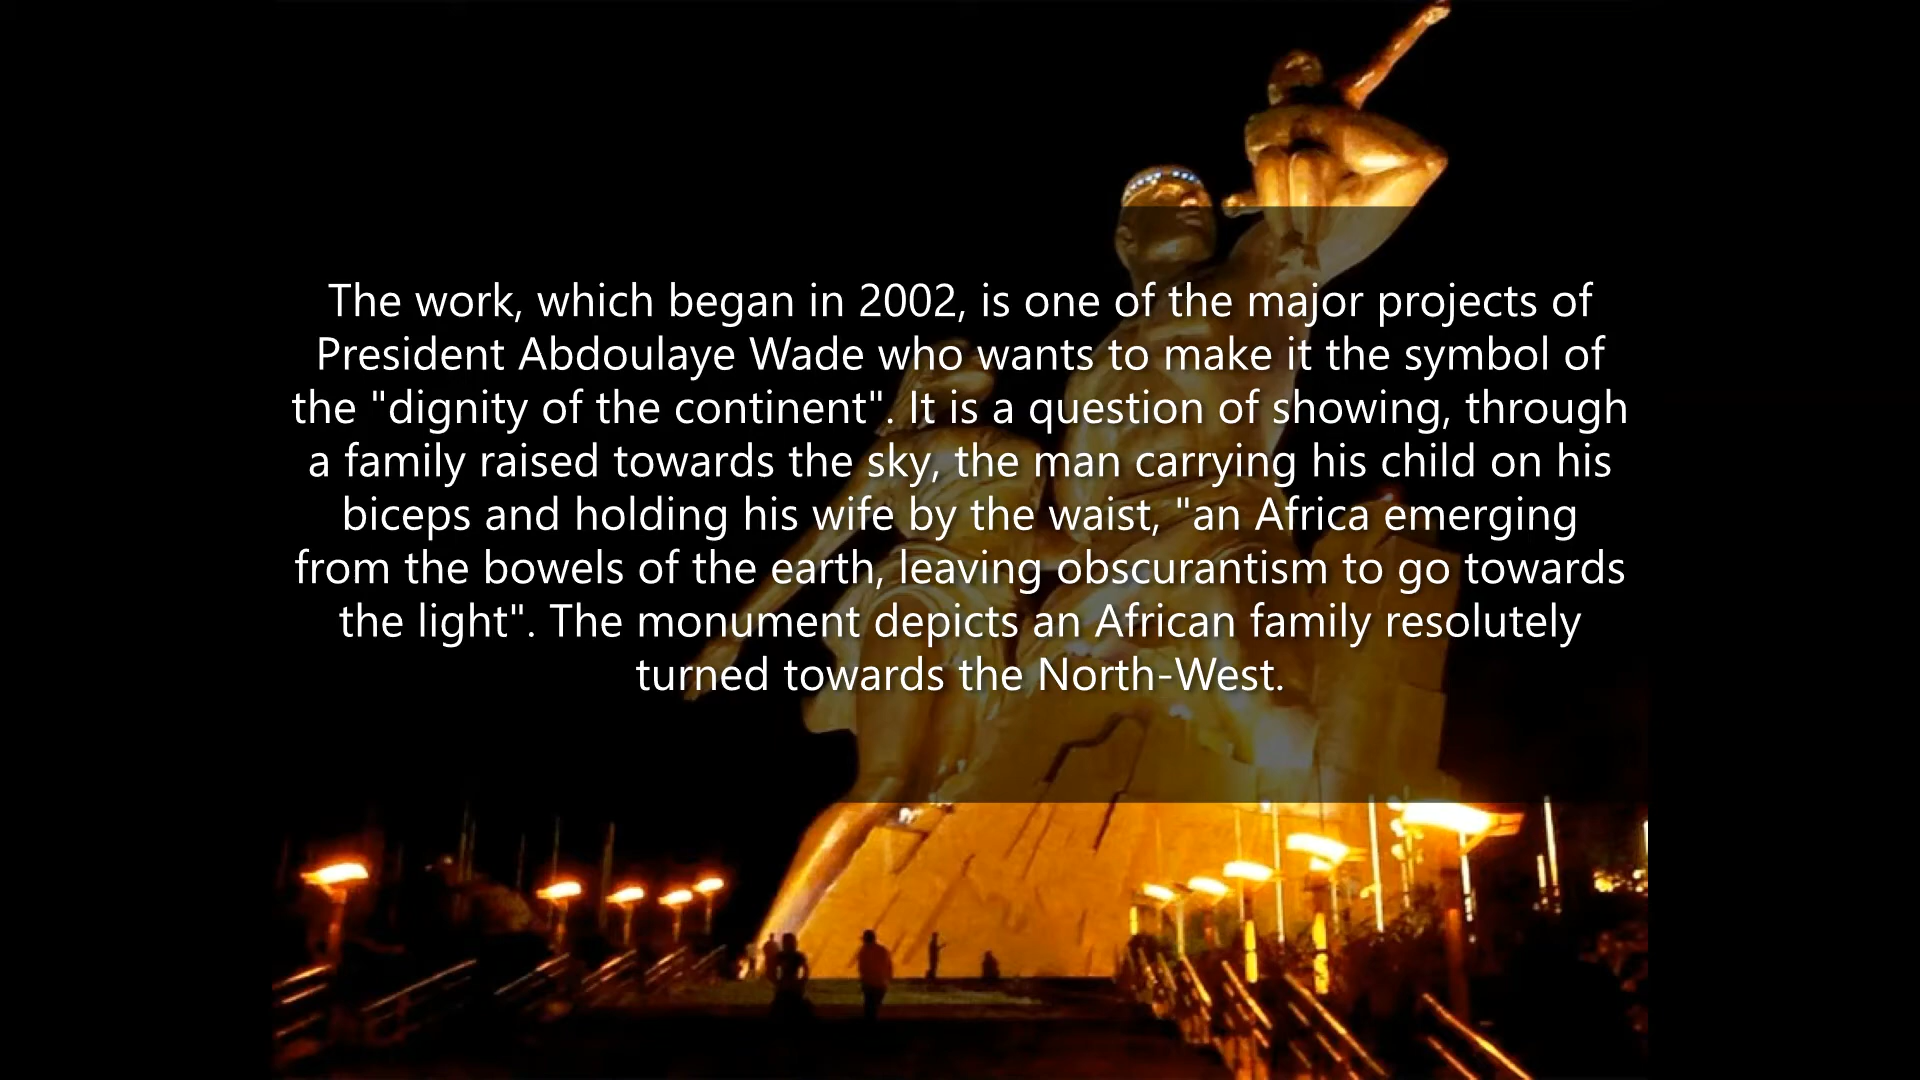 The work, which began in 2002, is one of the major projects of
President Abdoulaye Wade who wants to make it the symbol of
the "dignity of the continent". It is a question of showing, through
a family raised towards the sky, the man carrying his child on his
biceps and holding his wife by the waist, "an Africa emerging
from the bowels of the earth, leaving obscurantism to go towards
the light". The monument depicts an African family resolutely
turned towards the North-West.